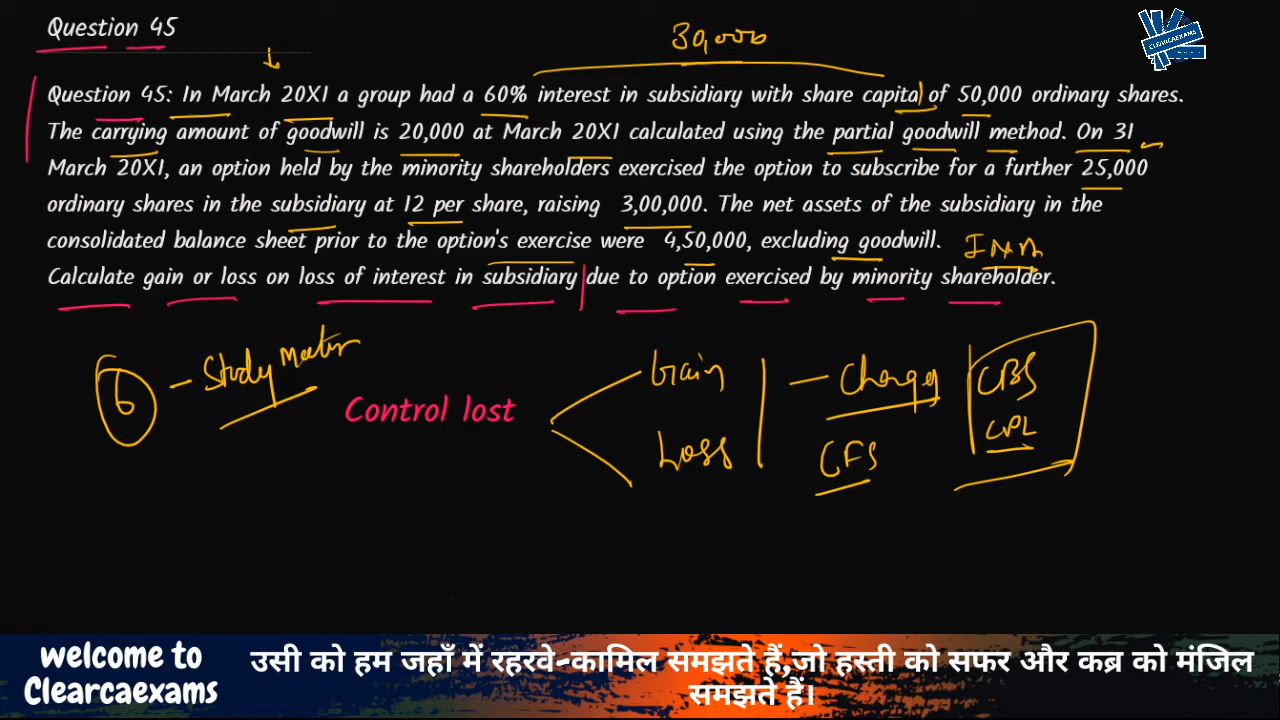 Question 45
30,000
CLEARCAEXAMS
Question 45: In March 20X1 a group had a 60% interest in subsidiary with share capital of 50,000 ordinary shares.
The carrying amount of goodwill is 20,000 at March 20X1 calculated using the partial goodwill method. On 31
March 20X1, an option held by the minority shareholders exercised the option to subscribe for a further 25,000
ordinary shares in the subsidiary at 12 per share, raising 3,00,000. The net assets of the subsidiary in the
consolidated balance sheet prior to the option's exercise were 4,50,000, excluding goodwill.
Calculate gain or loss on loss of interest in subsidiary due to option exercised by minority shareholder.
6 - Study
Control lost
Gain
Loss
CFS
CBS
CPL
welcome to
Clearcaexams
उसी को हम जहाँ में रहरवे-कामिल समझते हैं,जो हस्ती को सफर और कब्र को मंजिल
समझते हैं।